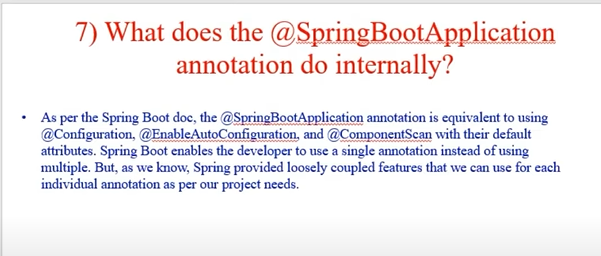 7) What does the @SpringBootApplication
annotation do internally?
• As per the Spring Boot doc, the @SpringBootApplication annotation is equivalent to using
@Configuration, @EnableAutoConfiguration, and @ComponentScan with their default
attributes. Spring Boot enables the developer to use a single annotation instead of using
multiple. But, as we know, Spring provided loosely coupled features that we can use for each
individual annotation as per our project needs.